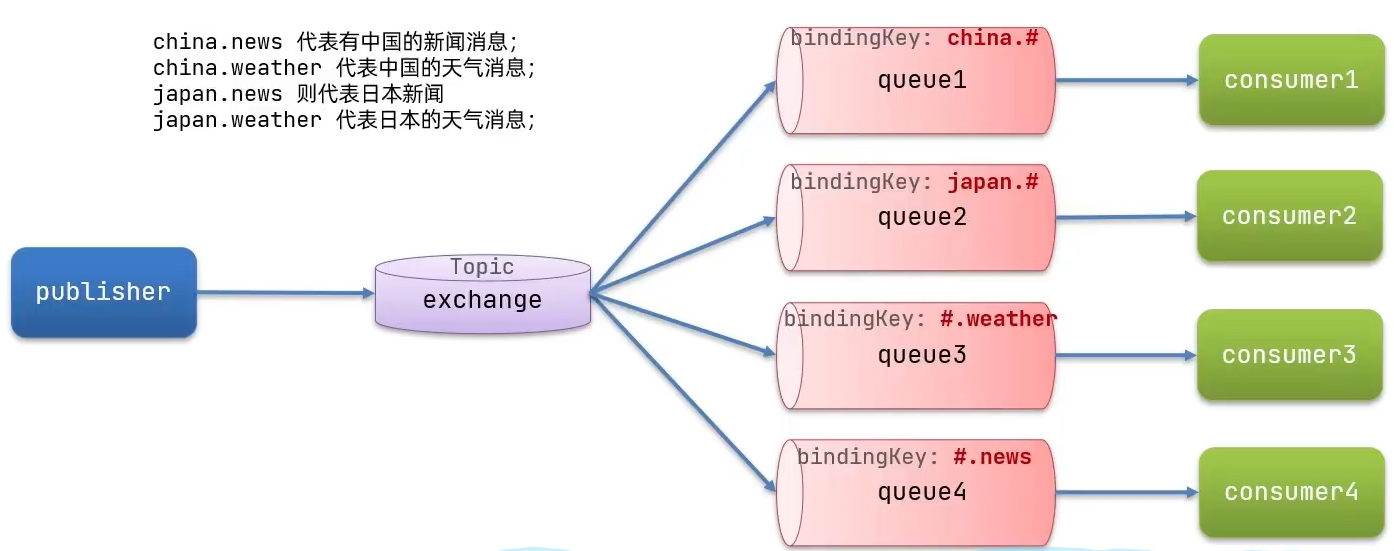 china.news 代表有中国的新闻消息；
china.weather 代表中国的天气消息；
japan.news 则代表日本新闻
japan.weather 代表日本的天气消息；
publisher
Topic
exchange
bindingKey: china.#
queue1
consumer1
bindingKey: japan.#
queue2
consumer2
bindingKey: #.weather
queue3
consumer3
bindingKey: #.news
queue4
consumer4